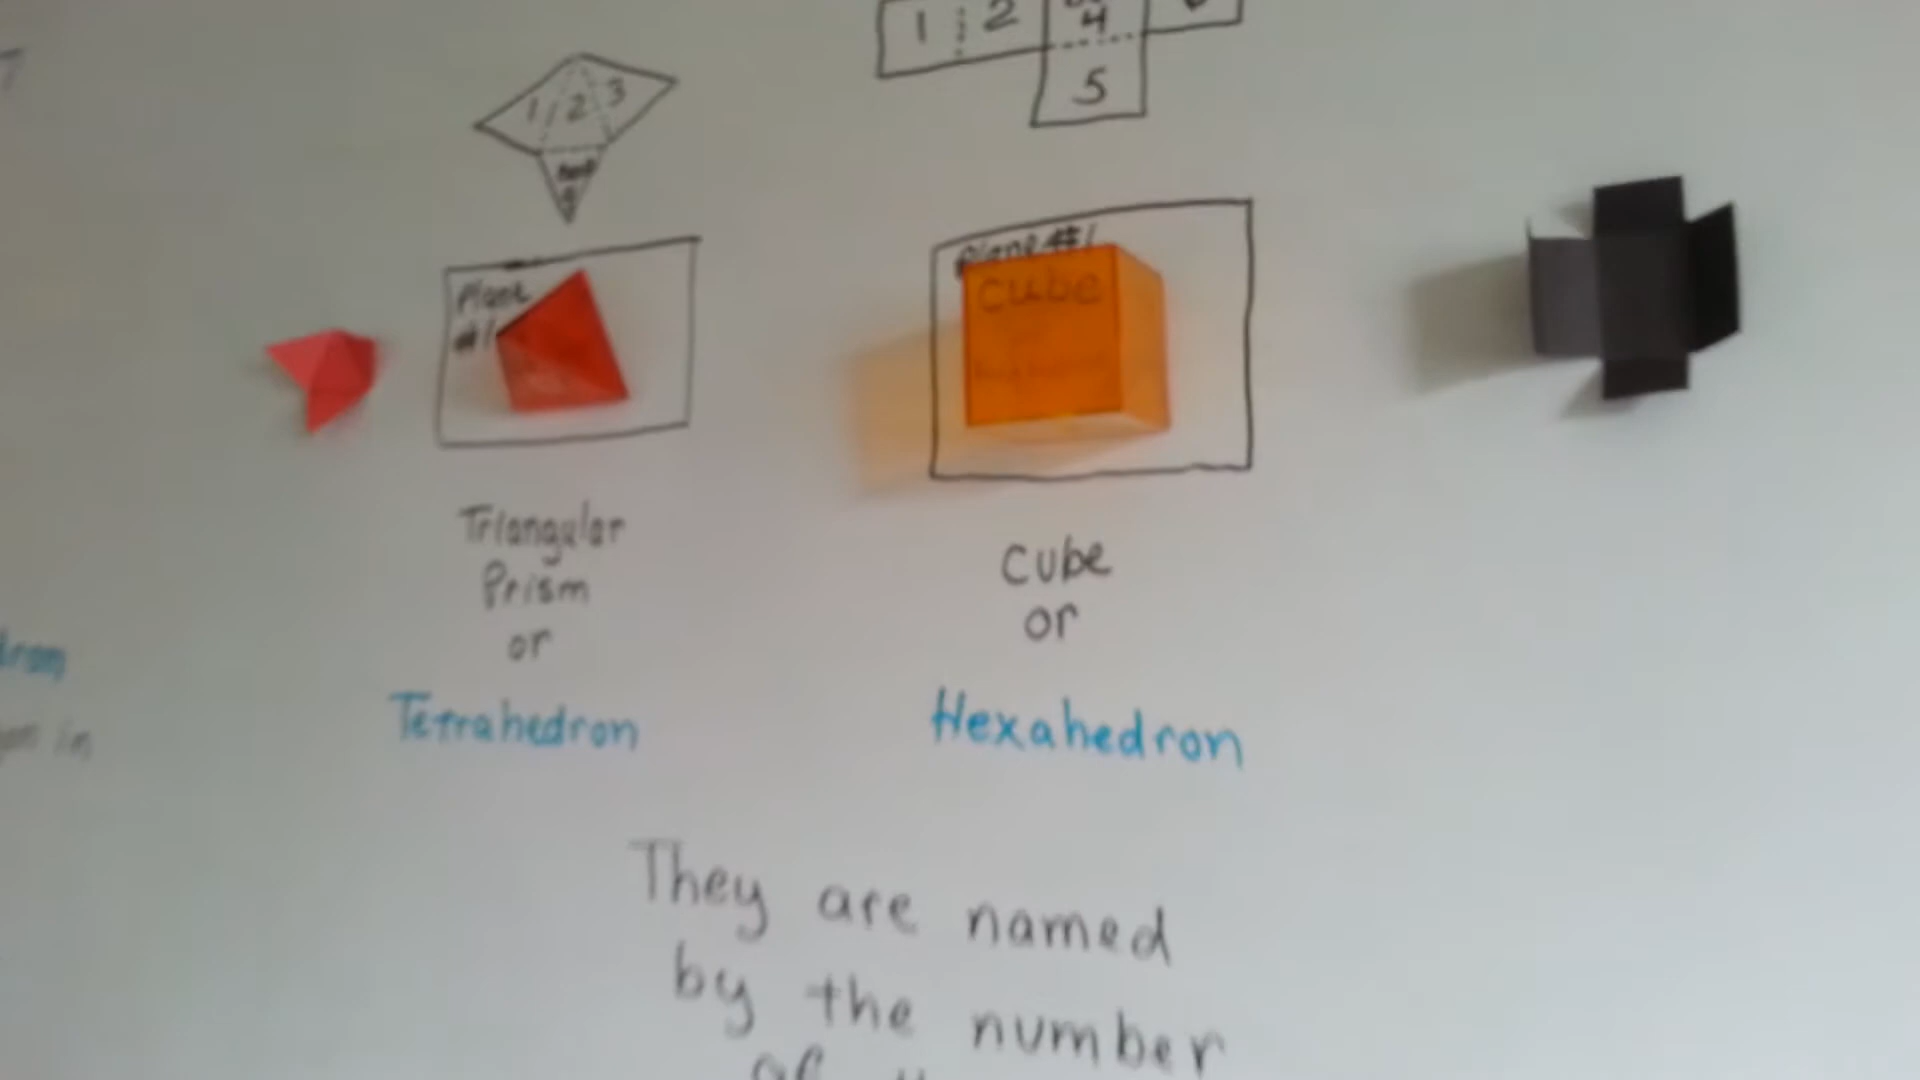 1 2 4
5
1 2 3
Plane
#1
Plane #1
Cube
Triangular
Prism
or
Tetrahedron
Cube
or
Hexahedron
They are named
by the number
of